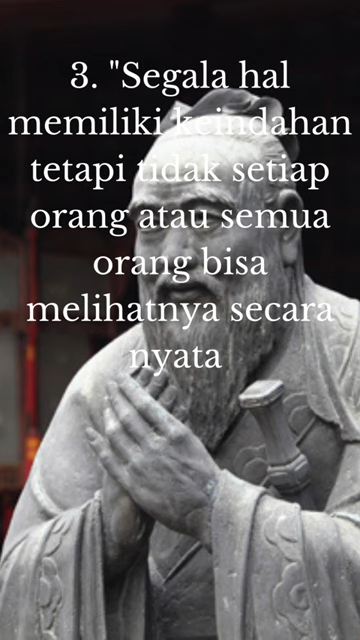 3. "Segala hal
memiliki keindahan
tetapi tidak setiap
orang atau semua
orang bisa
melihatnya secara
nyata